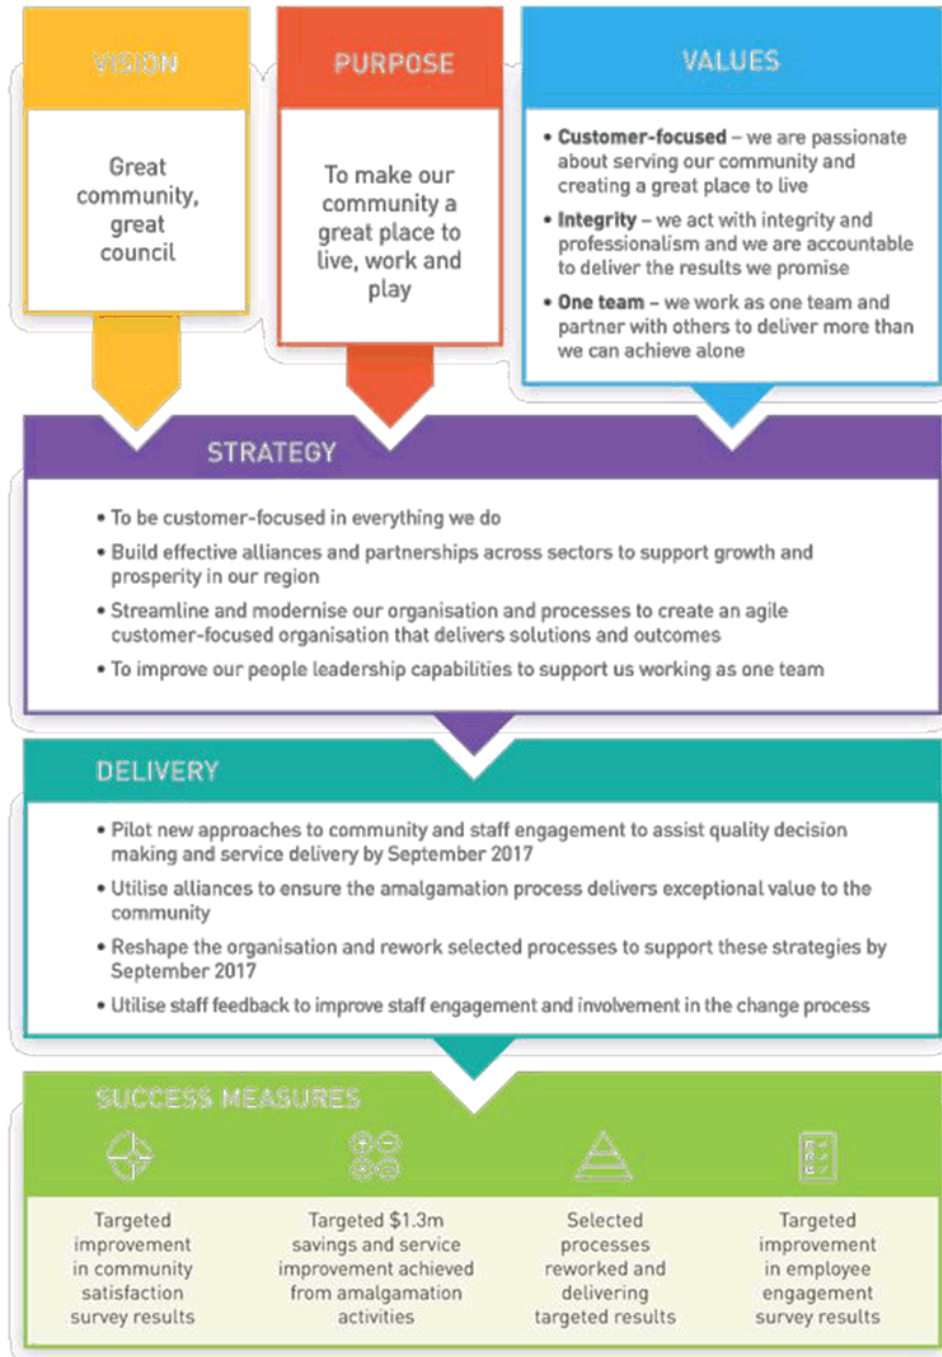 VISION
Great
community,
great
council
PURPOSE
To make our
community a
great place to
live, work and
play
VALUES
• Customer-focused – we are passionate
about serving our community and
creating a great place to live
• Integrity – we act with integrity and
professionalism and we are accountable
to deliver the results we promise
• One team – we work as one team and
partner with others to deliver more than
we can achieve alone
STRATEGY
• To be customer-focused in everything we do
• Build effective alliances and partnerships across sectors to support growth and
prosperity in our region
• Streamline and modernise our organisation and processes to create an agile
customer-focused organisation that delivers solutions and outcomes
• To improve our people leadership capabilities to support us working as one team
DELIVERY
• Pilot new approaches to community and staff engagement to assist quality decision
making and service delivery by September 2017
• Utilise alliances to ensure the amalgamation process delivers exceptional value to the
community
• Reshape the organisation and rework selected processes to support these strategies by
September 2017
• Utilise staff feedback to improve staff engagement and involvement in the change process
SUCCESS MEASURES
Targeted
improvement
in community
satisfaction
survey results
Targeted $1.3m
savings and service
improvement achieved
from amalgamation
activities
Selected
processes
reworked and
delivering
targeted results
Targeted
improvement
in employee
engagement
survey results